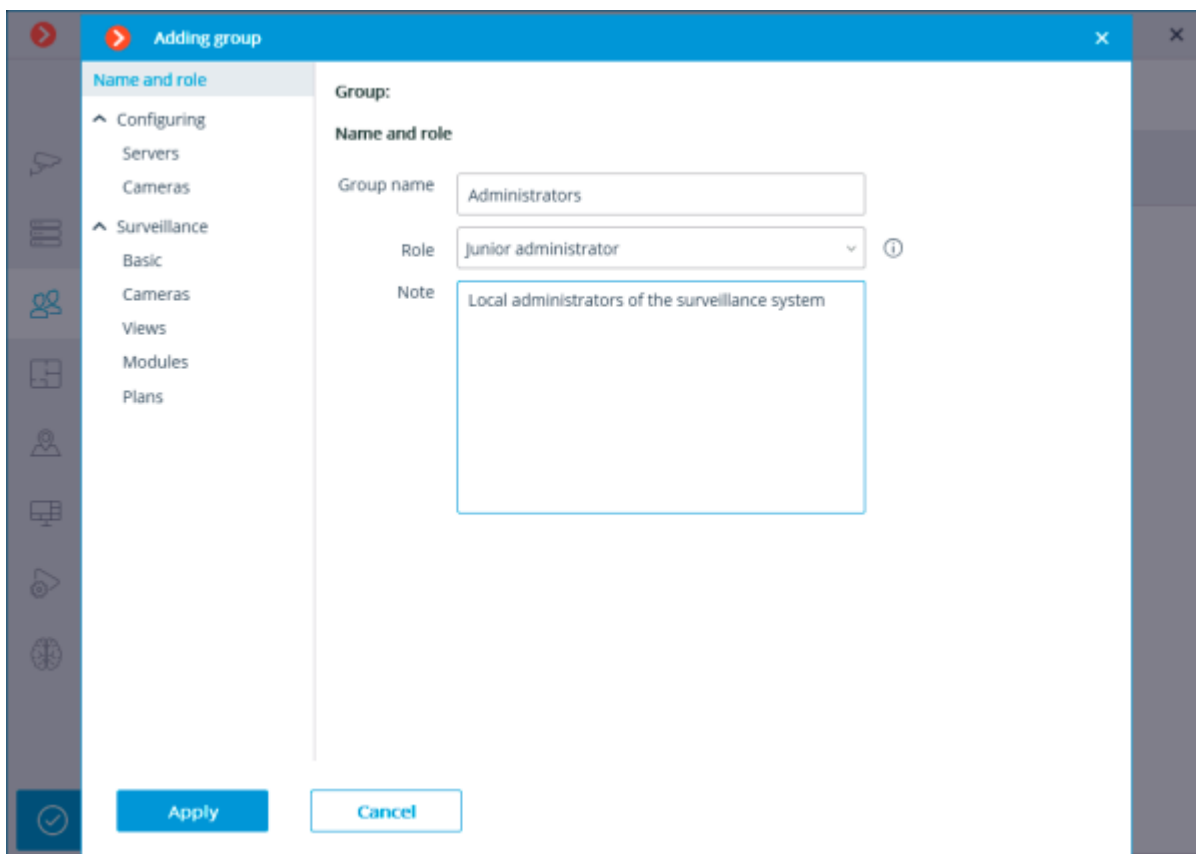 Adding group
Name and role
Configuring
Servers
Cameras
Surveillance
Basic
Cameras
Views
Modules
Plans
Group:
Name and role
Group name
Administrators
Role
Junior administrator
Note
Local administrators of the surveillance system
Apply
Cancel